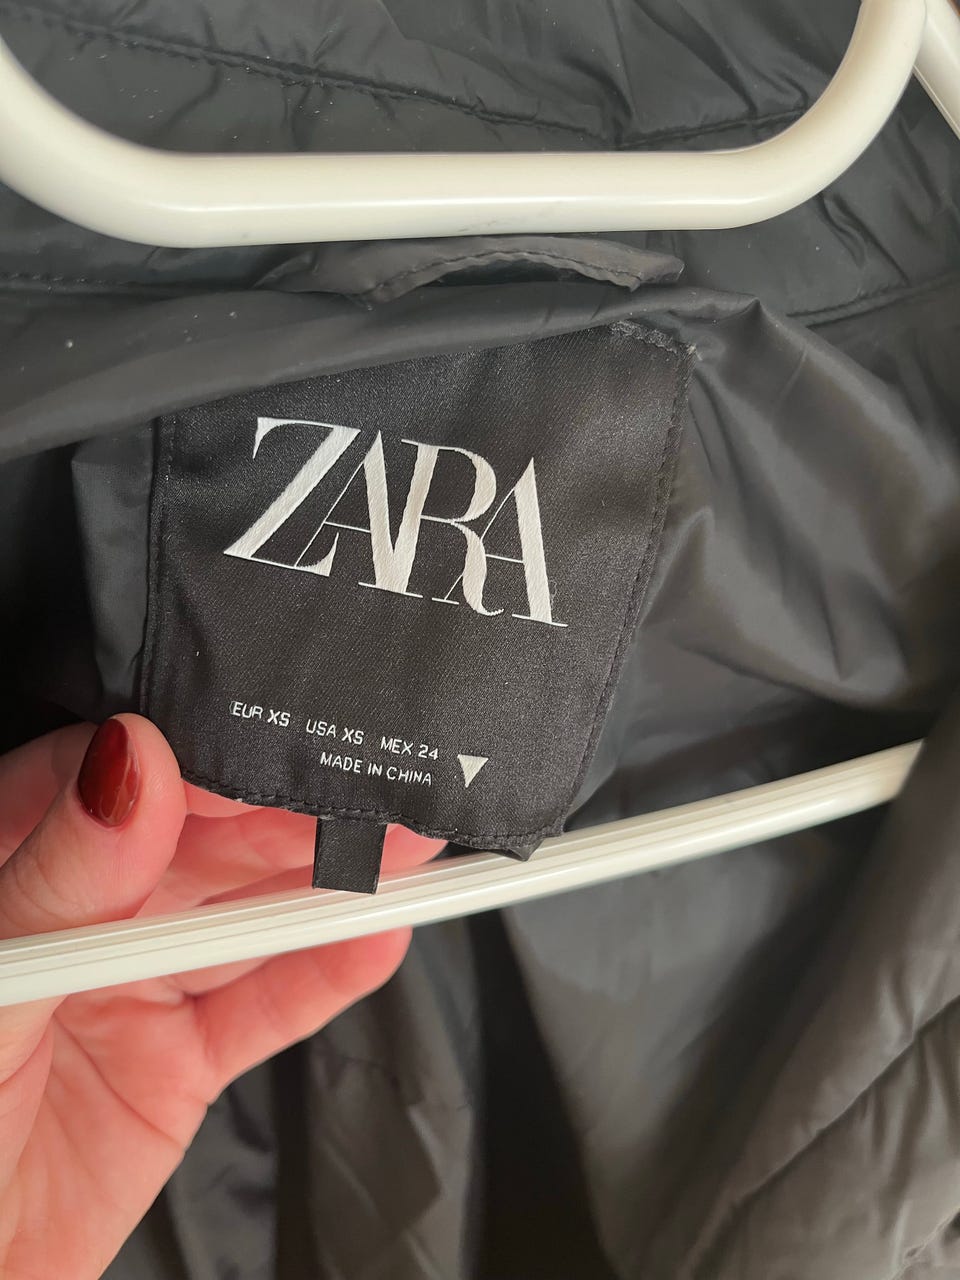 ZARA
EUR XS USA XS MEX 24
MADE IN CHINA